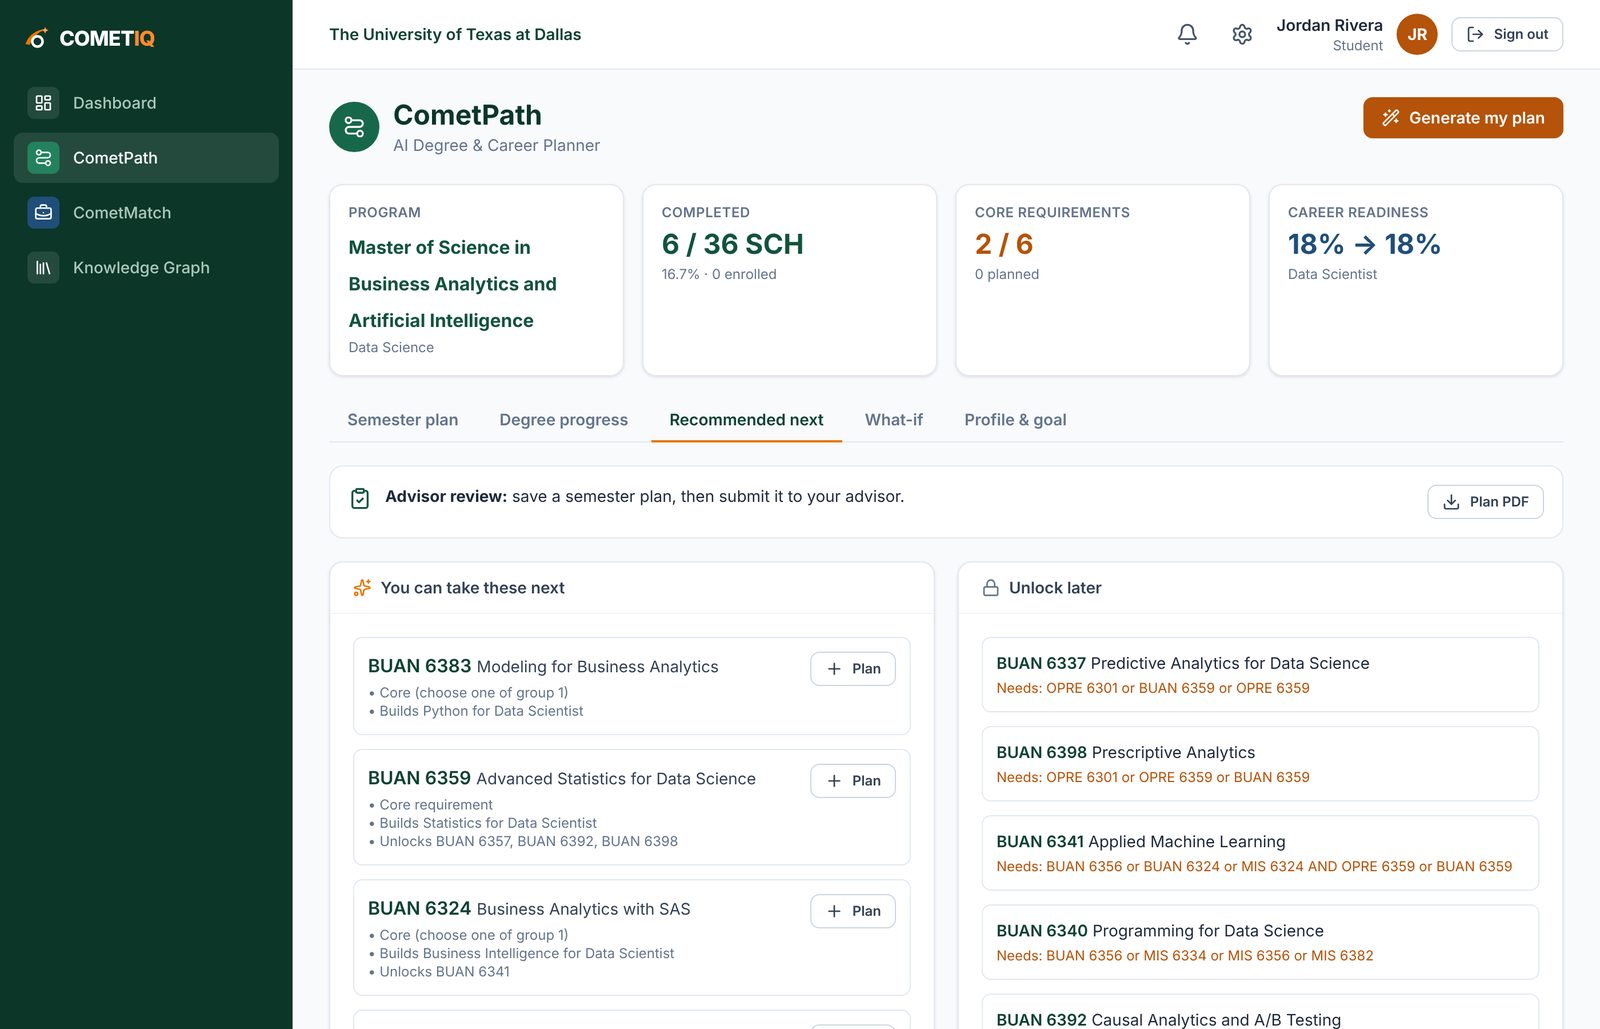 COMETIQ
Dashboard
CometPath
CometMatch
Knowledge Graph
The University of Texas at Dallas
Jordan Rivera
Student
JR
Sign out
CometPath
AI Degree & Career Planner
Generate my plan
PROGRAM
Master of Science in
Business Analytics and
Artificial Intelligence
Data Science
COMPLETED
6 / 36 SCH
16.7% · 0 enrolled
CORE REQUIREMENTS
2 / 6
0 planned
CAREER READINESS
18% → 18%
Data Scientist
Semester plan
Degree progress
Recommended next
What-if
Profile & goal
Advisor review: save a semester plan, then submit it to your advisor.
Plan PDF
You can take these next
BUAN 6383 Modeling for Business Analytics
• Core (choose one of group 1)
• Builds Python for Data Scientist
Plan
BUAN 6359 Advanced Statistics for Data Science
• Core requirement
• Builds Statistics for Data Scientist
• Unlocks BUAN 6357, BUAN 6392, BUAN 6398
Plan
BUAN 6324 Business Analytics with SAS
• Core (choose one of group 1)
• Builds Business Intelligence for Data Scientist
• Unlocks BUAN 6341
Plan
Unlock later
BUAN 6337 Predictive Analytics for Data Science
Needs: OPRE 6301 or BUAN 6359 or OPRE 6359
BUAN 6398 Prescriptive Analytics
Needs: OPRE 6301 or OPRE 6359 or BUAN 6359
BUAN 6341 Applied Machine Learning
Needs: BUAN 6356 or BUAN 6324 or MIS 6324 AND OPRE 6359 or BUAN 6359
BUAN 6340 Programming for Data Science
Needs: BUAN 6356 or MIS 6334 or MIS 6356 or MIS 6382
BUAN 6392 Causal Analytics and A/B Testing